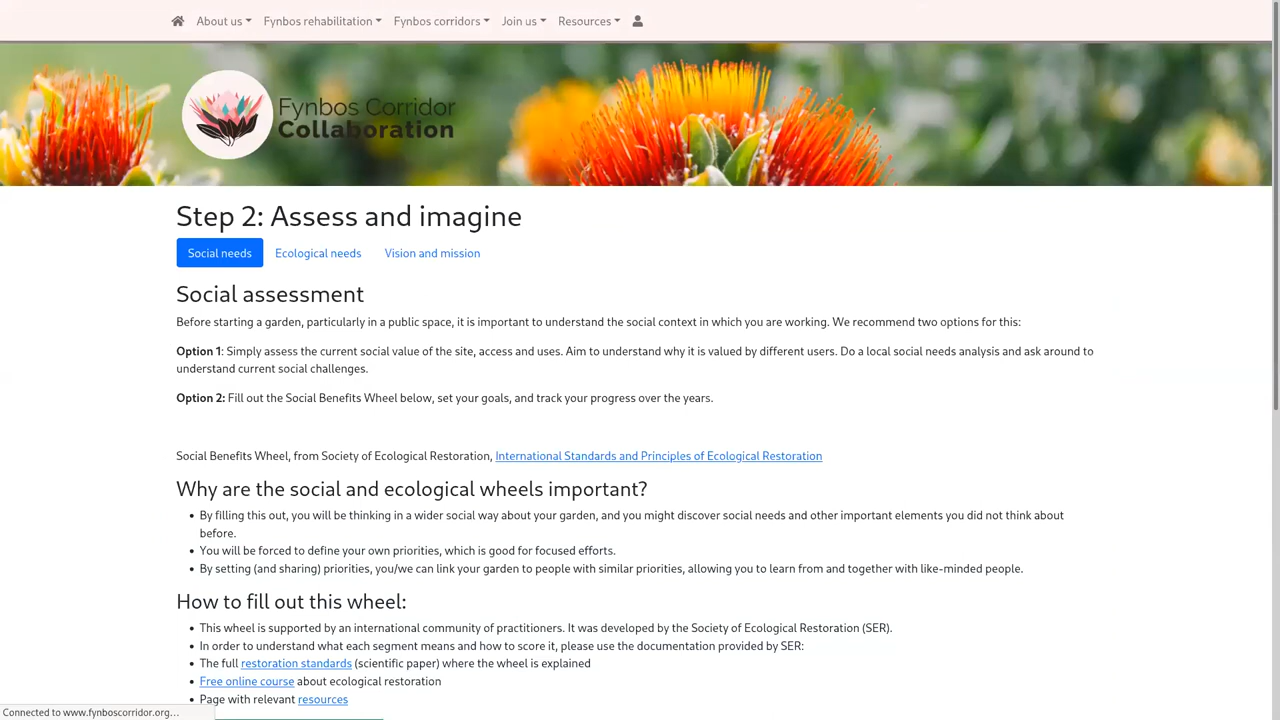 About us
Fynbos rehabilitation
Fynbos corridors
Join us
Resources
Fynbos Corridor
Collaboration
Step 2: Assess and imagine
Social needs
Ecological needs
Vision and mission
Social assessment
Before starting a garden, particularly in a public space, it is important to understand the social context in which you are working. We recommend two options for this:
Option 1: Simply assess the current social value of the site, access and uses. Aim to understand why it is valued by different users. Do a local social needs analysis and ask around to
understand current social challenges.
Option 2: Fill out the Social Benefits Wheel below, set your goals, and track your progress over the years.
Social Benefits Wheel, from Society of Ecological Restoration, International Standards and Principles of Ecological Restoration
Why are the social and ecological wheels important?
• By filling this out, you will be thinking in a wider social way about your garden, and you might discover social needs and other important elements you did not think about
before.
• You will be forced to define your own priorities, which is good for focused efforts.
• By setting (and sharing) priorities, you/we can link your garden to people with similar priorities, allowing you to learn from and together with like-minded people.
How to fill out this wheel:
• This wheel is supported by an international community of practitioners. It was developed by the Society of Ecological Restoration (SER).
• In order to understand what each segment means and how to score it, please use the documentation provided by SER:
• The full restoration standards (scientific paper) where the wheel is explained
• Free online course about ecological restoration
• Page with relevant resources
Connected to www.fynboscorridor.org…